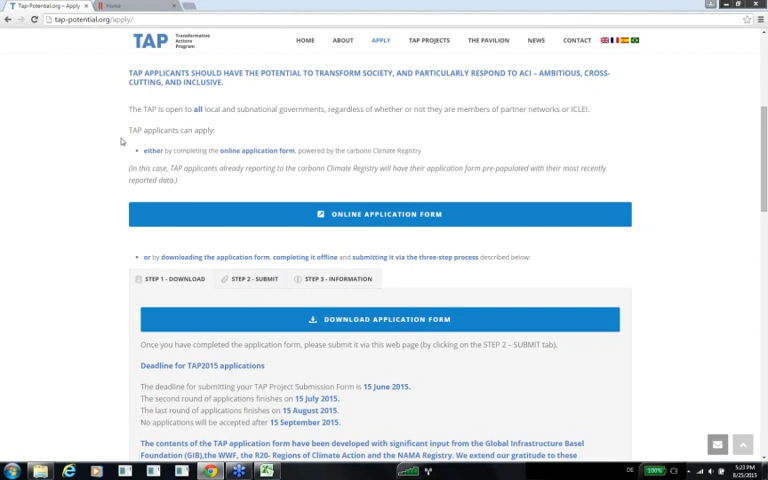 Tap-Potential.org – Apply
Home
tap-potential.org/apply/
TAP Transformative
Actions
Program
HOME ABOUT APPLY TAP PROJECTS THE PAVILION NEWS CONTACT
TAP APPLICANTS SHOULD HAVE THE POTENTIAL TO TRANSFORM SOCIETY, AND PARTICULARLY RESPOND TO ACI – AMBITIOUS, CROSS-
CUTTING, AND INCLUSIVE.
The TAP is open to all local and subnational governments, regardless of whether or not they are members of partner networks or ICLEI.
TAP applicants can apply:
either by completing the online application form, powered by the carbonn Climate Registry
(In this case, TAP applicants already reporting to the carbonn Climate Registry will have their application form pre-populated with their most recently
reported data.)
ONLINE APPLICATION FORM
or by downloading the application form, completing it offline and submitting it via the three-step process described below:
STEP 1 - DOWNLOAD STEP 2 - SUBMIT STEP 3 - INFORMATION
DOWNLOAD APPLICATION FORM
Once you have completed the application form, please submit it via this web page (by clicking on the STEP 2 – SUBMIT tab).
Deadline for TAP2015 applications
The deadline for submitting your TAP Project Submission Form is 15 June 2015.
The second round of applications finishes on 15 July 2015.
The last round of applications finishes on 15 August 2015.
No applications will be accepted after 15 September 2015.
The contents of the TAP application form have been developed with significant input from the Global Infrastructure Basel
Foundation (GIB),the WWF, the R20- Regions of Climate Action and the NAMA Registry. We extend our gratitude to these
DE 100% 5:23 PM
8/25/2015